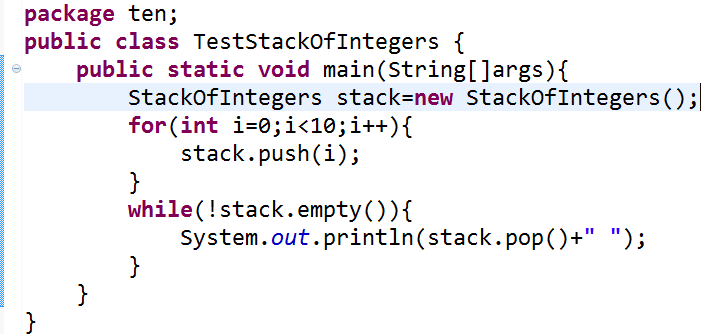 package ten;
public class TestStackOfIntegers {
    public static void main(String[]args){
        StackOfIntegers stack=new StackOfIntegers();
        for(int i=0;i<10;i++){
            stack.push(i);
        }
        while(!stack.empty()){
            System.out.println(stack.pop()+" ");
        }
    }
}